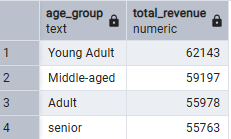 age_group total_revenue
text numeric
1 Young Adult 62143
2 Middle-aged 59197
3 Adult 55978
4 senior 55763